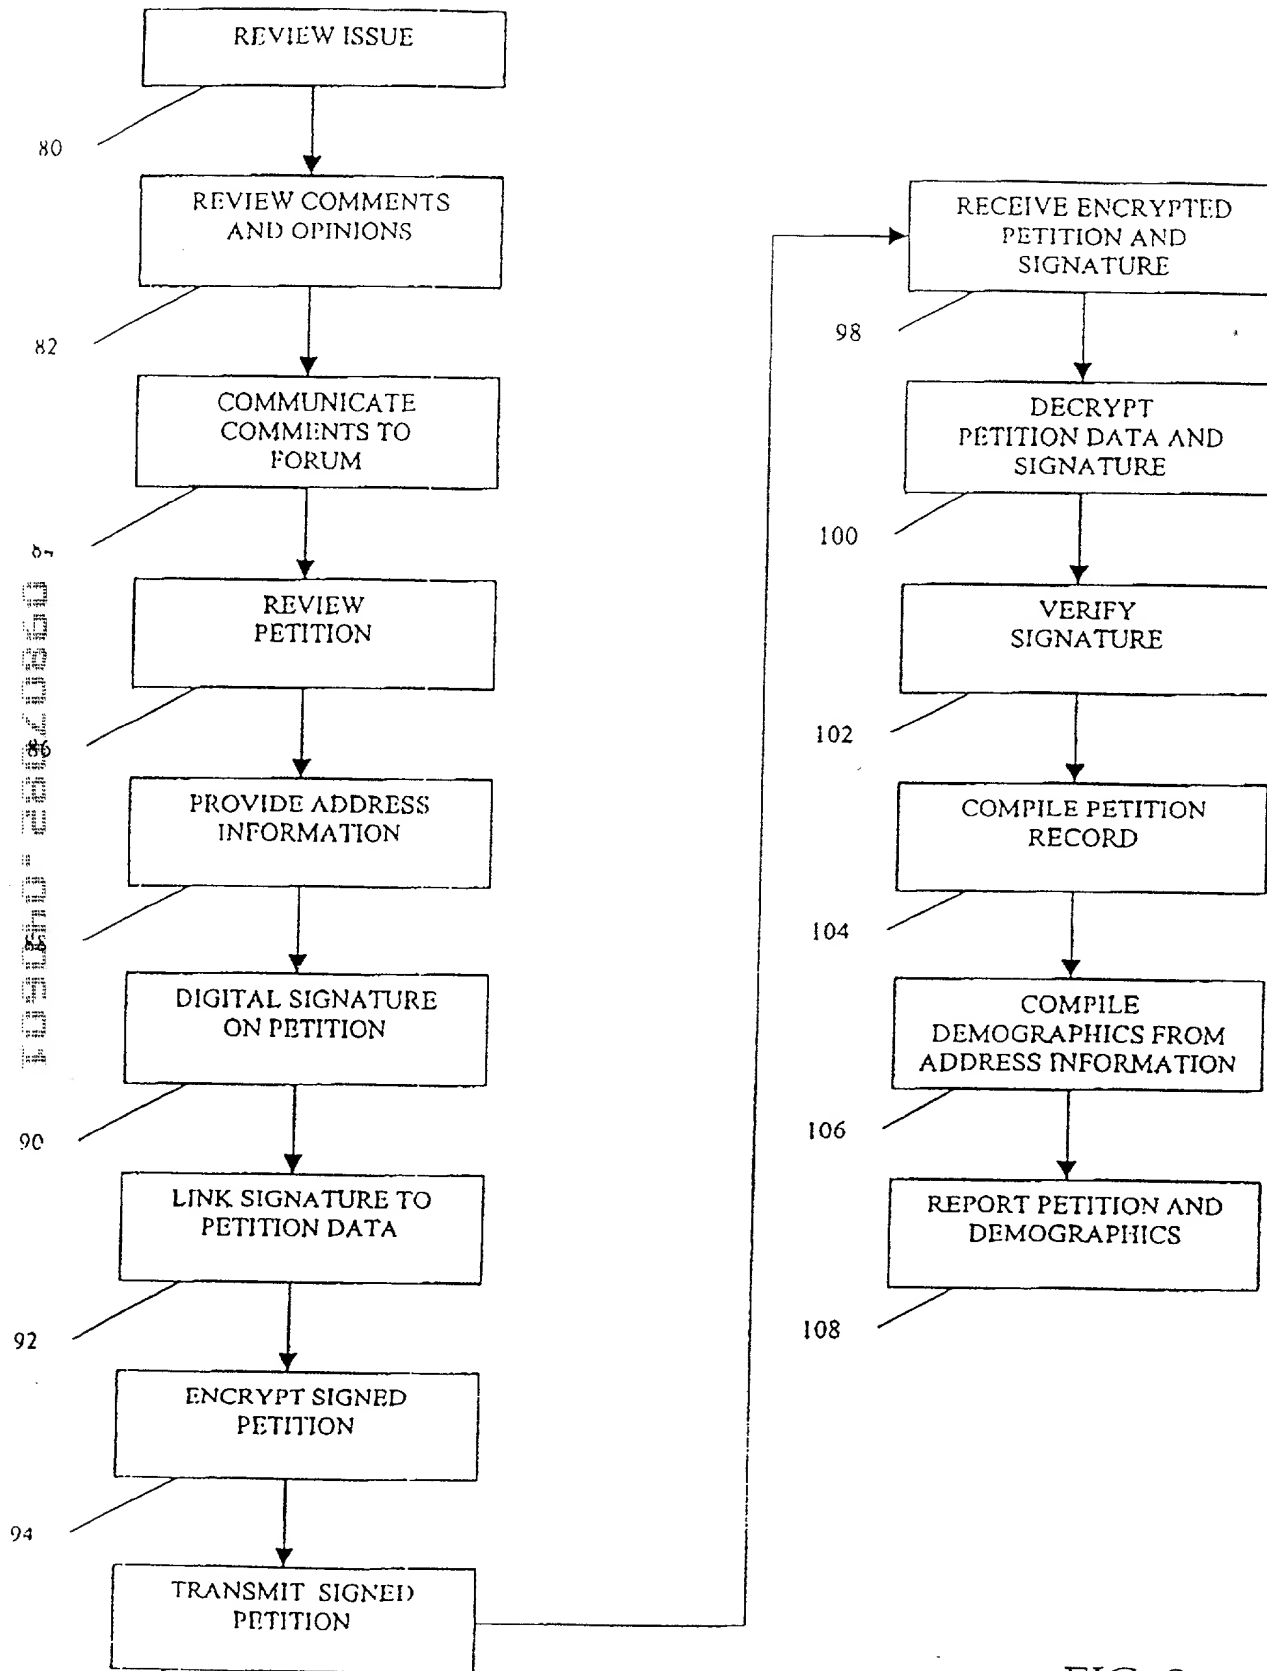 REVIEW ISSUE
80
REVIEW COMMENTS
AND OPINIONS
82
COMMUNICATE
COMMENTS TO
FORUM
84
REVIEW
PETITION
86
PROVIDE ADDRESS
INFORMATION
DIGITAL SIGNATURE
ON PETITION
90
LINK SIGNATURE TO
PETITION DATA
92
ENCRYPT SIGNED
PETITION
94
TRANSMIT SIGNED
PETITION
RECEIVE ENCRYPTED
PETITION AND
SIGNATURE
98
DECRYPT
PETITION DATA AND
SIGNATURE
100
VERIFY
SIGNATURE
102
COMPILE PETITION
RECORD
104
COMPILE
DEMOGRAPHICS FROM
ADDRESS INFORMATION
106
REPORT PETITION AND
DEMOGRAPHICS
108